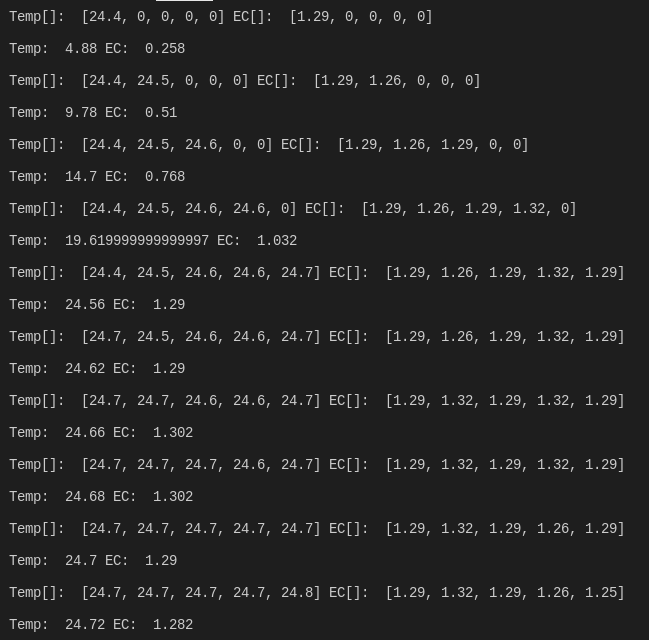 Temp[]:  [24.4, 0, 0, 0, 0] EC[]:  [1.29, 0, 0, 0, 0]
Temp:  4.88 EC:  0.258
Temp[]:  [24.4, 24.5, 0, 0, 0] EC[]:  [1.29, 1.26, 0, 0, 0]
Temp:  9.78 EC:  0.51
Temp[]:  [24.4, 24.5, 24.6, 0, 0] EC[]:  [1.29, 1.26, 1.29, 0, 0]
Temp:  14.7 EC:  0.768
Temp[]:  [24.4, 24.5, 24.6, 24.6, 0] EC[]:  [1.29, 1.26, 1.29, 1.32, 0]
Temp:  19.619999999999997 EC:  1.032
Temp[]:  [24.4, 24.5, 24.6, 24.6, 24.7] EC[]:  [1.29, 1.26, 1.29, 1.32, 1.29]
Temp:  24.56 EC:  1.29
Temp[]:  [24.7, 24.5, 24.6, 24.6, 24.7] EC[]:  [1.29, 1.26, 1.29, 1.32, 1.29]
Temp:  24.62 EC:  1.29
Temp[]:  [24.7, 24.7, 24.6, 24.6, 24.7] EC[]:  [1.29, 1.32, 1.29, 1.32, 1.29]
Temp:  24.66 EC:  1.302
Temp[]:  [24.7, 24.7, 24.7, 24.6, 24.7] EC[]:  [1.29, 1.32, 1.29, 1.32, 1.29]
Temp:  24.68 EC:  1.302
Temp[]:  [24.7, 24.7, 24.7, 24.7, 24.7] EC[]:  [1.29, 1.32, 1.29, 1.26, 1.29]
Temp:  24.7 EC:  1.29
Temp[]:  [24.7, 24.7, 24.7, 24.7, 24.8] EC[]:  [1.29, 1.32, 1.29, 1.26, 1.25]
Temp:  24.72 EC:  1.282